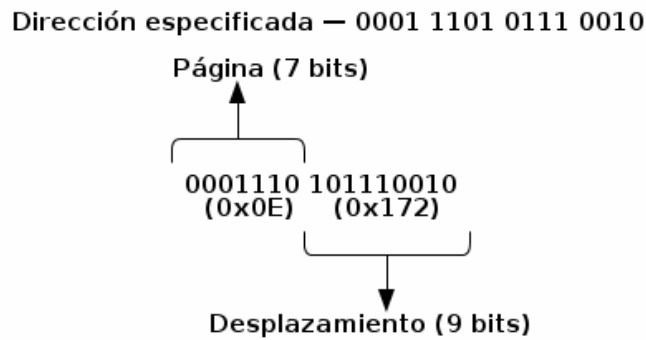 Dirección especificada — 0001 1101 0111 0010
Página (7 bits)
0001110 101110010
(0x0E) (0x172)
Desplazamiento (9 bits)